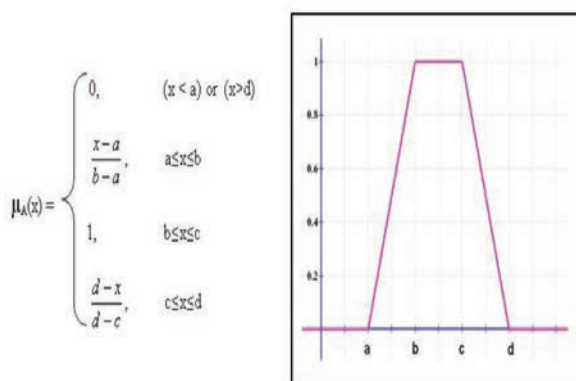 0, (x < a) or (x>d)
x − a
b − a , a≤x≤b
μA(x) =
1, b≤x≤c
d − x
d − c , c≤x≤d
1
0.8
0.6
0.4
0.2
a b c d